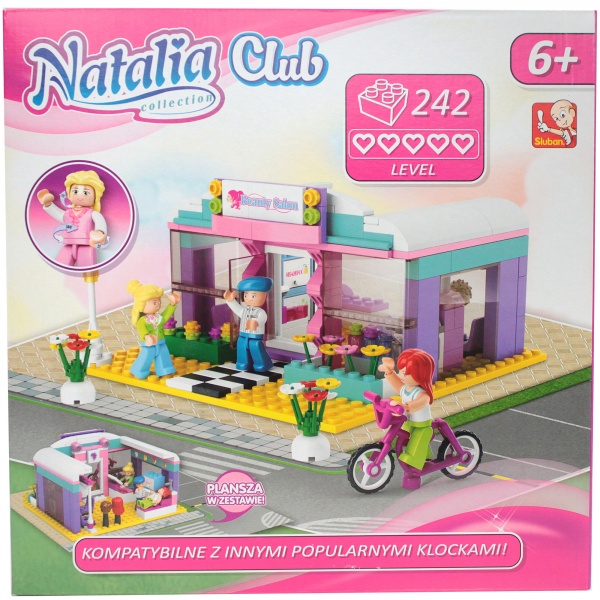 Natalia Club
collection
6+
242
LEVEL
Sluban
Beauty Salon
PLANSZA
W ZESTAWIE!
KOMPATYBILNE Z INNYMI POPULARNYMI KLOCKAMI!